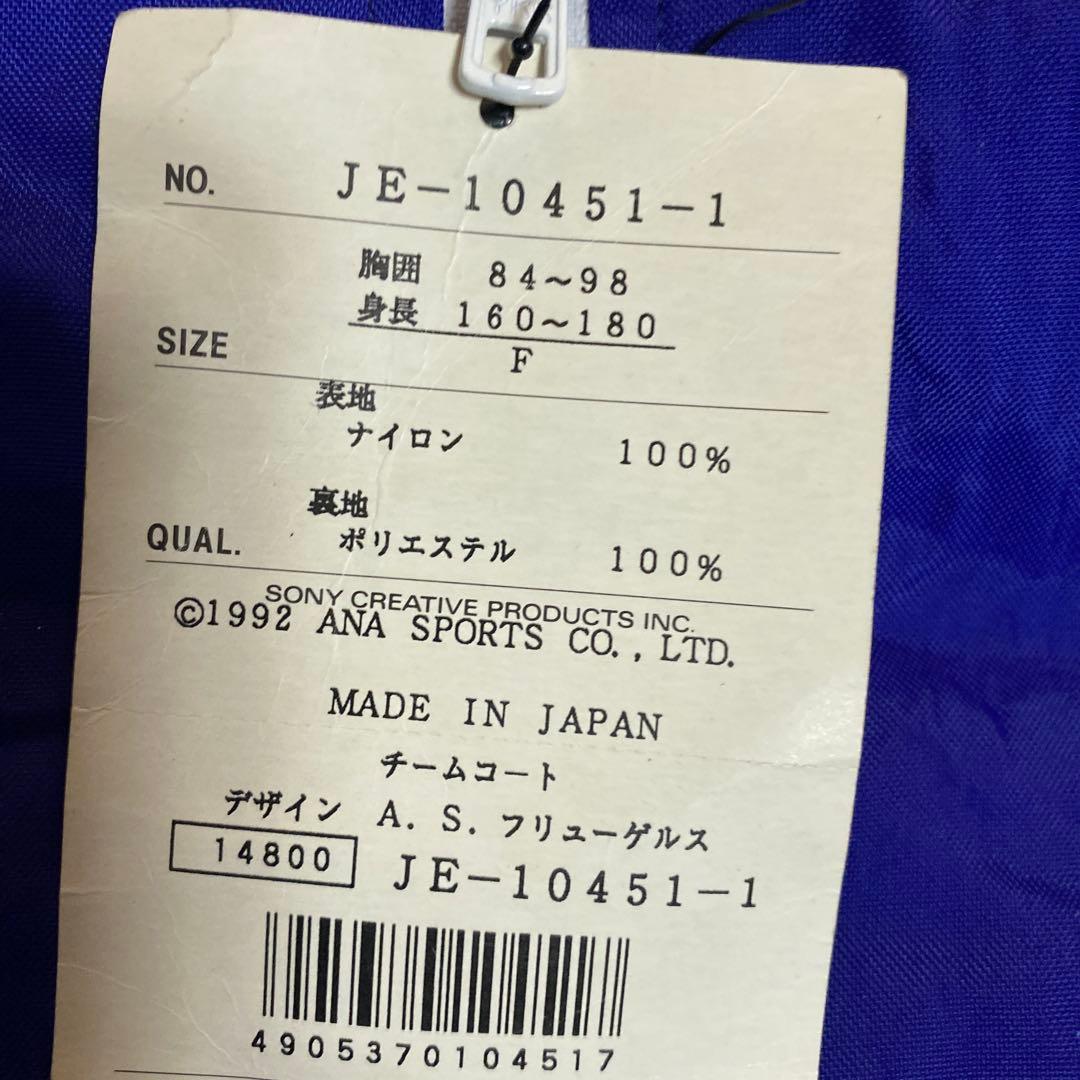 NO. JE-10451-1
胸囲 84~98
身長 160~180
SIZE F
表地
ナイロン 100%
裏地
QUAL. ポリエステル 100%
SONY CREATIVE PRODUCTS INC.
©1992 ANA SPORTS CO., LTD.
MADE IN JAPAN
チームコート
デザイン A. S. フリューゲルス
14800 JE-10451-1
4905370104517